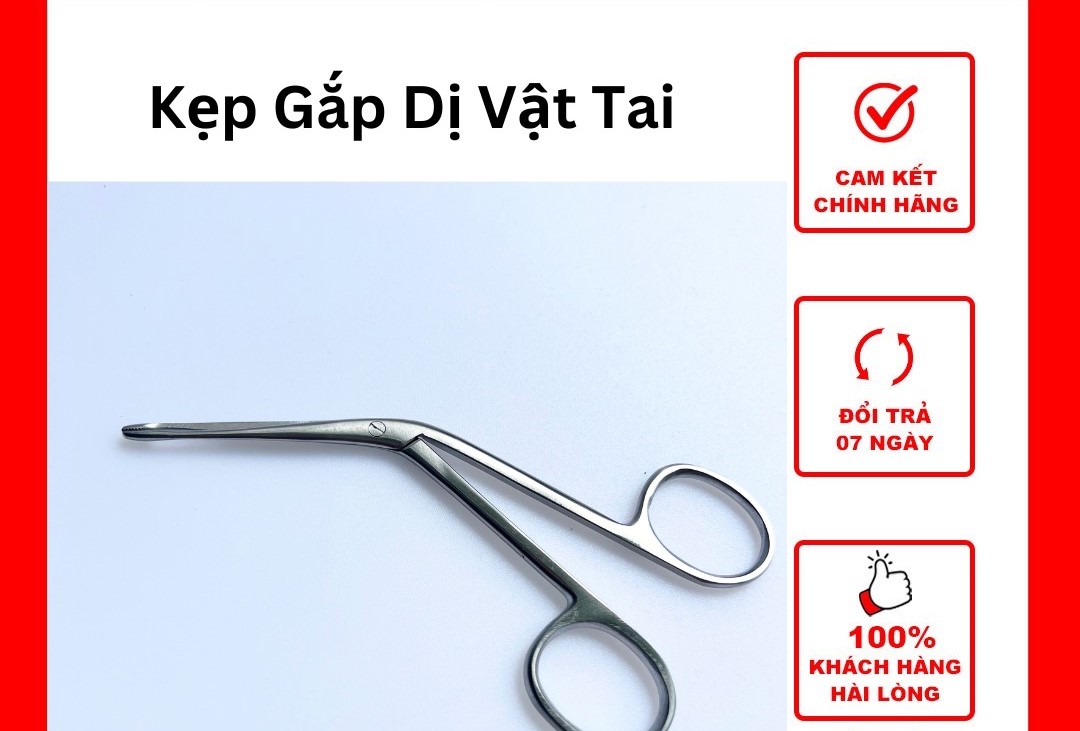 Kẹp Gắp Dị Vật Tai
CAM KẾT
CHÍNH HÃNG
ĐỔI TRẢ
07 NGÀY
100%
KHÁCH HÀNG
HÀI LÒNG